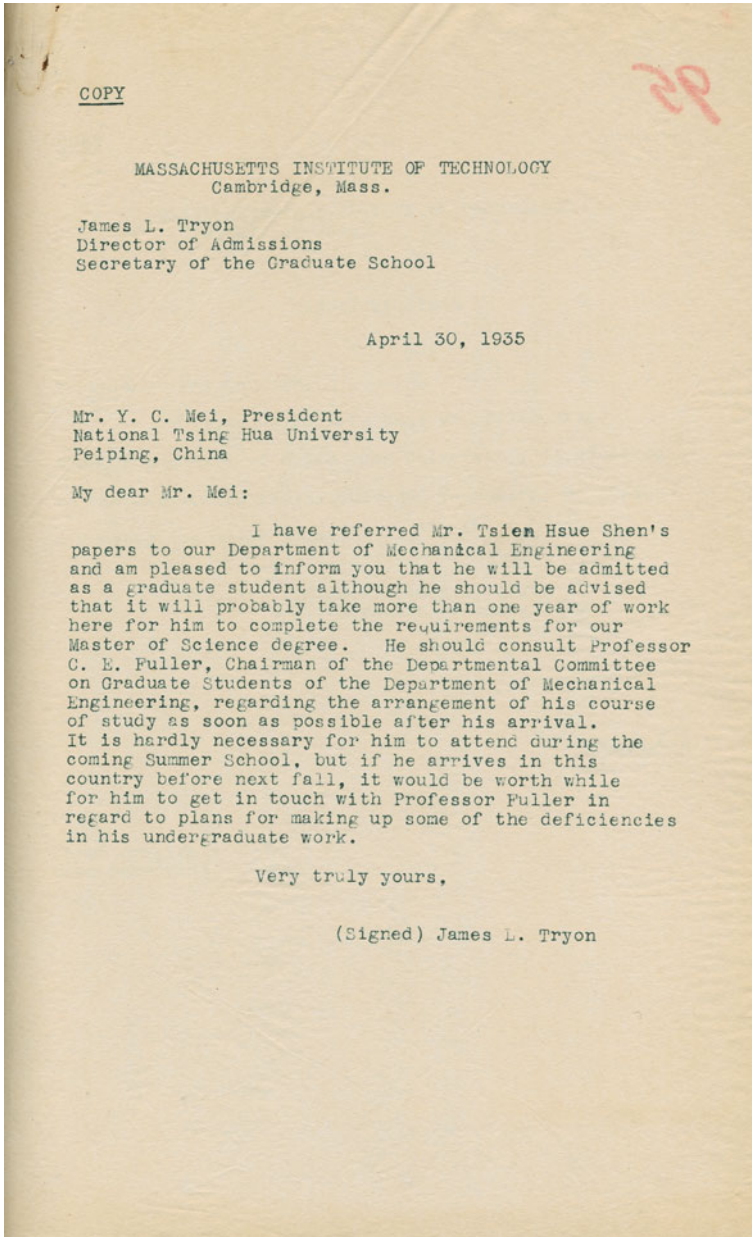 COPY
95
MASSACHUSETTS INSTITUTE OF TECHNOLOGY
Cambridge, Mass.
James L. Tryon
Director of Admissions
Secretary of the Graduate School
April 30, 1935
Mr. Y. C. Mei, President
National Tsing Hua University
Peiping, China
My dear Mr. Mei:
I have referred Mr. Tsien Hsue Shen's
papers to our Department of Mechanical Engineering
and am pleased to inform you that he will be admitted
as a graduate student although he should be advised
that it will probably take more than one year of work
here for him to complete the requirements for our
Master of Science degree. He should consult Professor
C. E. Fuller, Chairman of the Departmental Committee
on Graduate Students of the Department of Mechanical
Engineering, regarding the arrangement of his course
of study as soon as possible after his arrival.
It is hardly necessary for him to attend during the
coming Summer School, but if he arrives in this
country before next fall, it would be worth while
for him to get in touch with Professor Fuller in
regard to plans for making up some of the deficiencies
in his undergraduate work.
Very truly yours,
(Signed) James L. Tryon